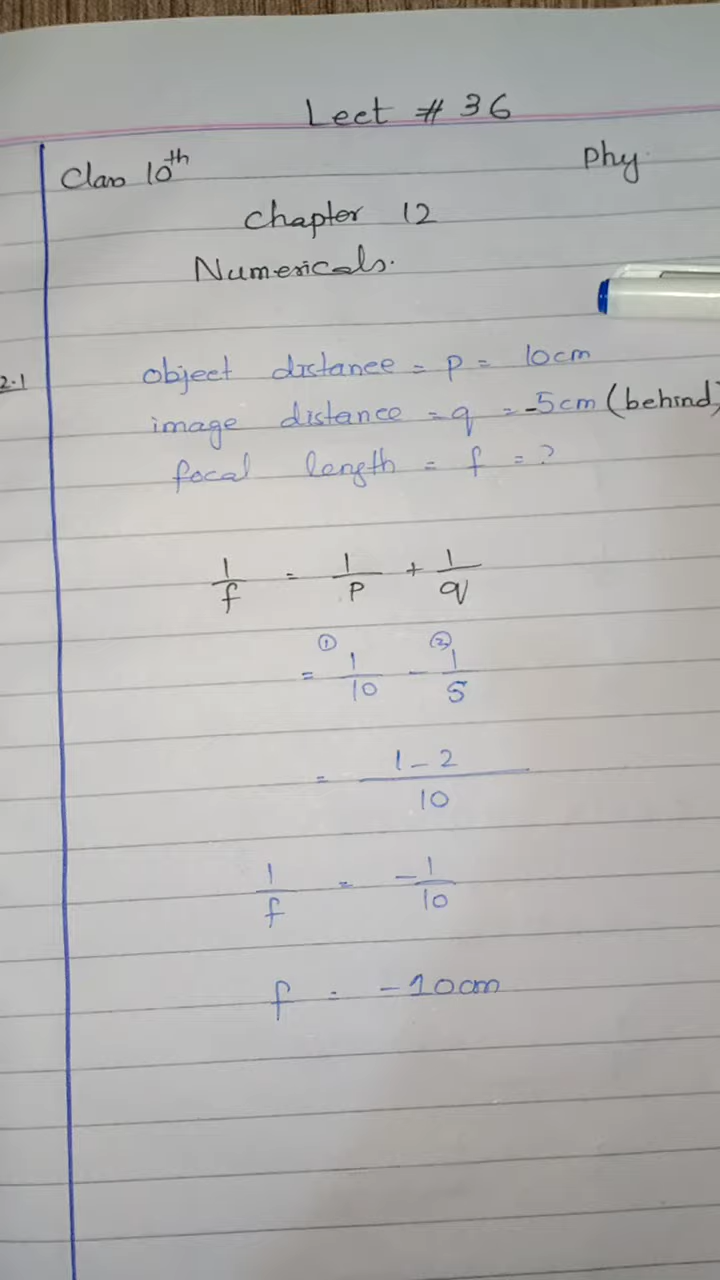 Lect # 36
Class 10th Phy.
Chapter 12
Numericals.
2.1 object distance = p = 10cm
image distance = q = -5cm (behind)
focal length = f = ?
1/f = 1/p + 1/q
= ① 1/10 - ② 1/5
= 1-2/10
1/f = -1/10
f = -10cm